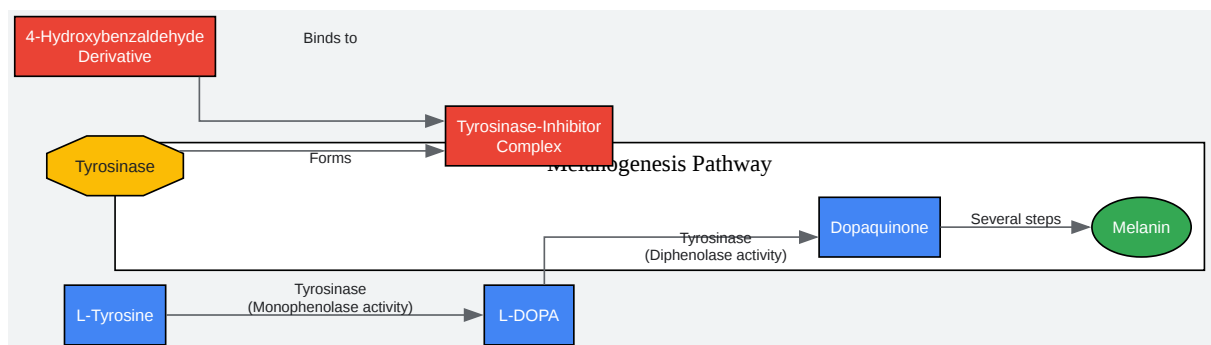 4-Hydroxybenzaldehyde
Derivative
Binds to
Tyrosinase-Inhibitor
Complex
Tyrosinase
Forms
Melanogenesis Pathway
Dopaquinone
Several steps
Melanin
Tyrosinase
(Diphenolase activity)
L-Tyrosine
Tyrosinase
(Monophenolase activity)
L-DOPA